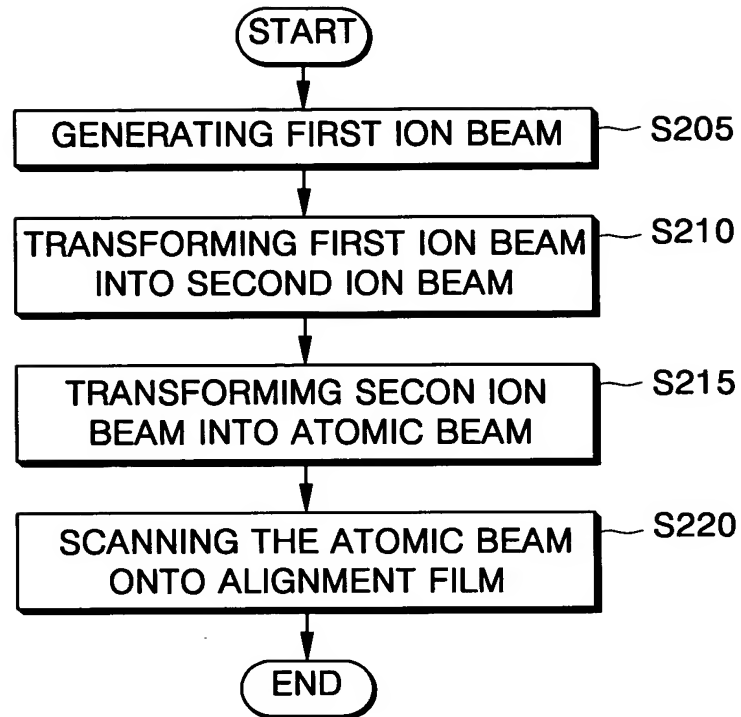 START
GENERATING FIRST ION BEAM
S205
TRANSFORMING FIRST ION BEAM
INTO SECOND ION BEAM
S210
TRANSFORMIMG SECON ION
BEAM INTO ATOMIC BEAM
S215
SCANNING THE ATOMIC BEAM
ONTO ALIGNMENT FILM
S220
END